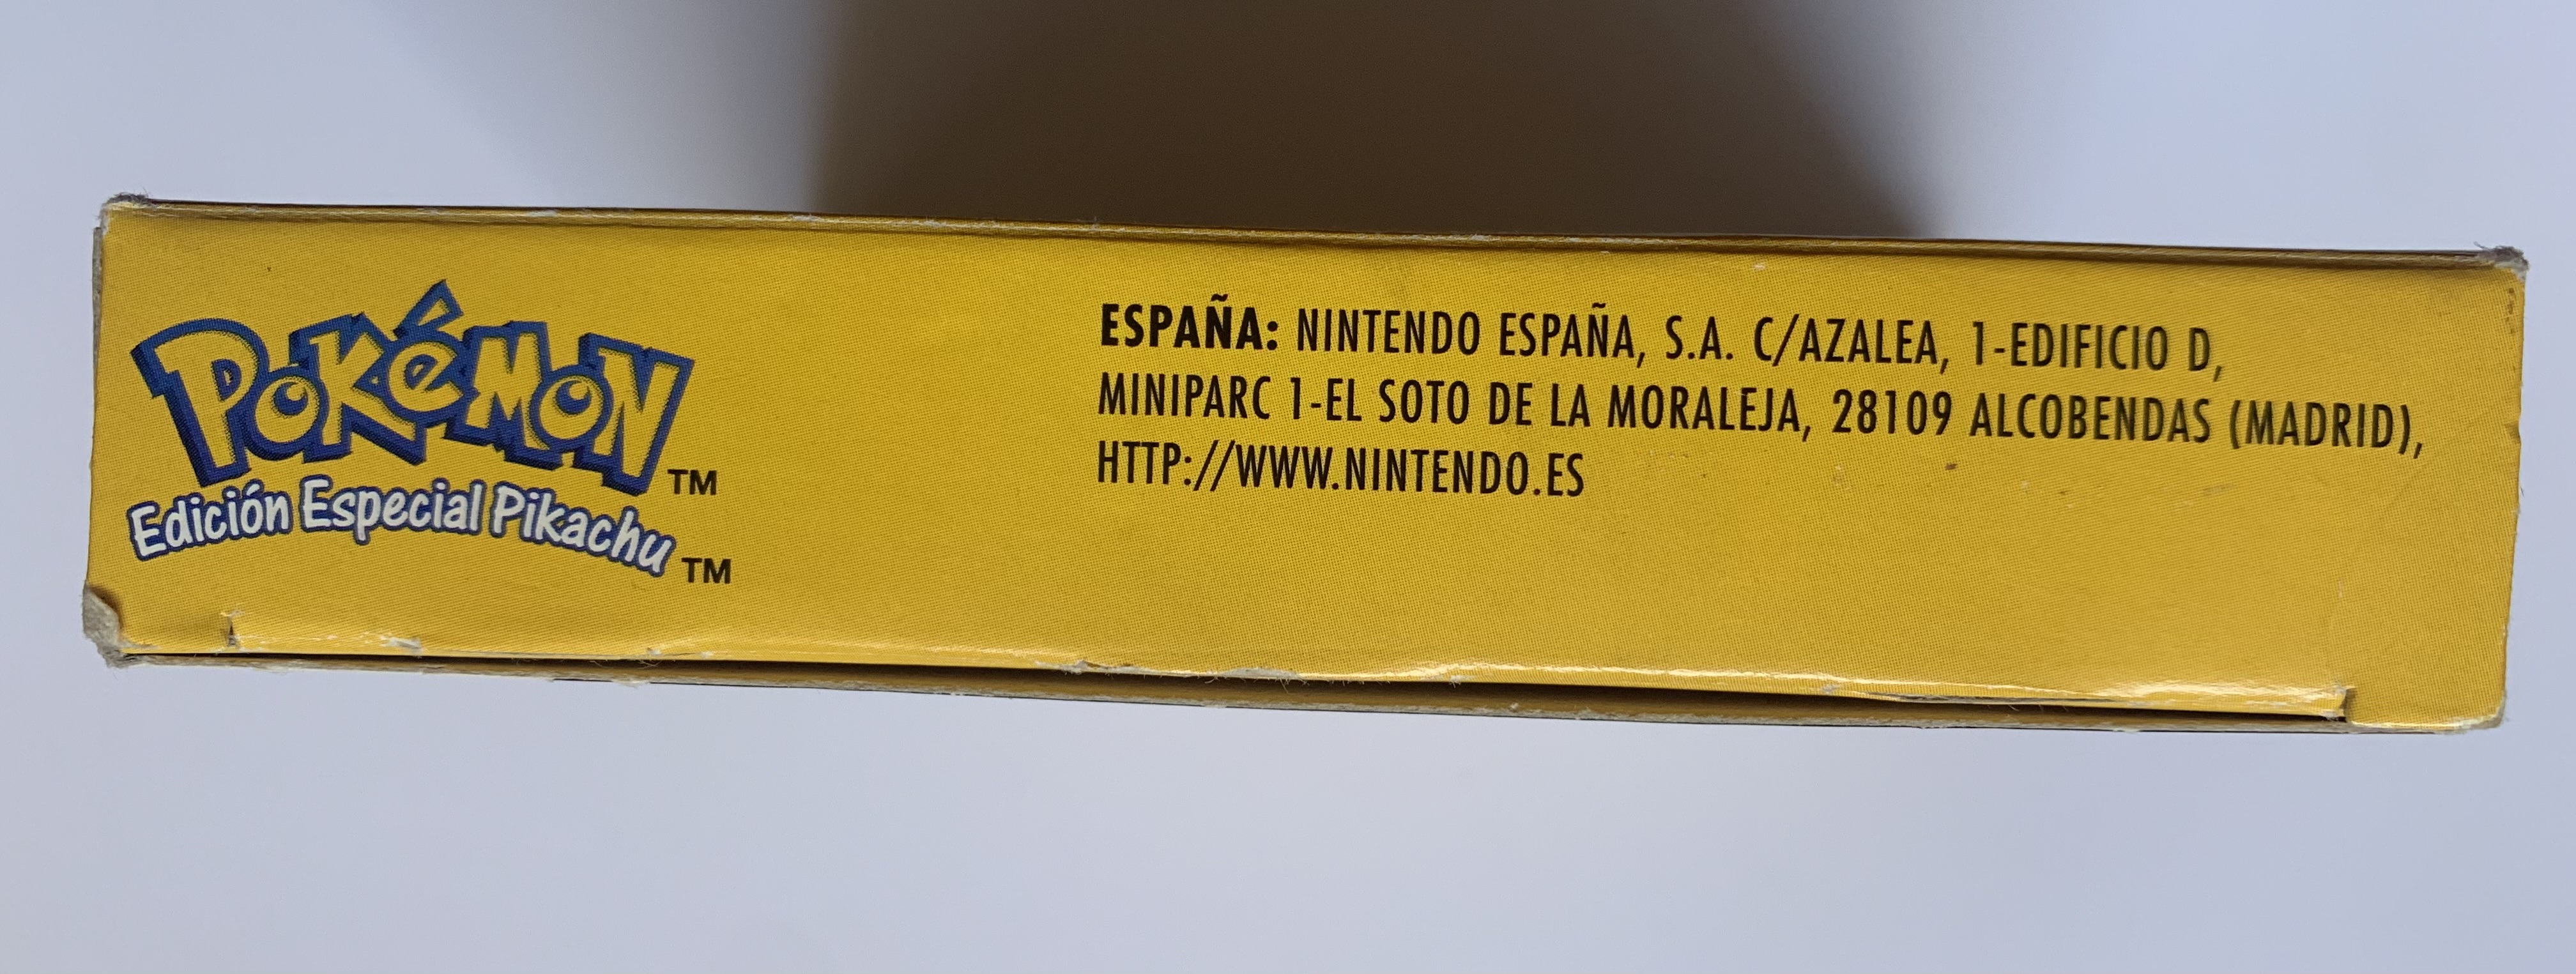 POKéMON TM
Edición Especial Pikachu TM
ESPAÑA: NINTENDO ESPAÑA, S.A. C/AZALEA, 1-EDIFICIO D,
MINIPARC 1-EL SOTO DE LA MORALEJA, 28109 ALCOBENDAS (MADRID),
HTTP://WWW.NINTENDO.ES